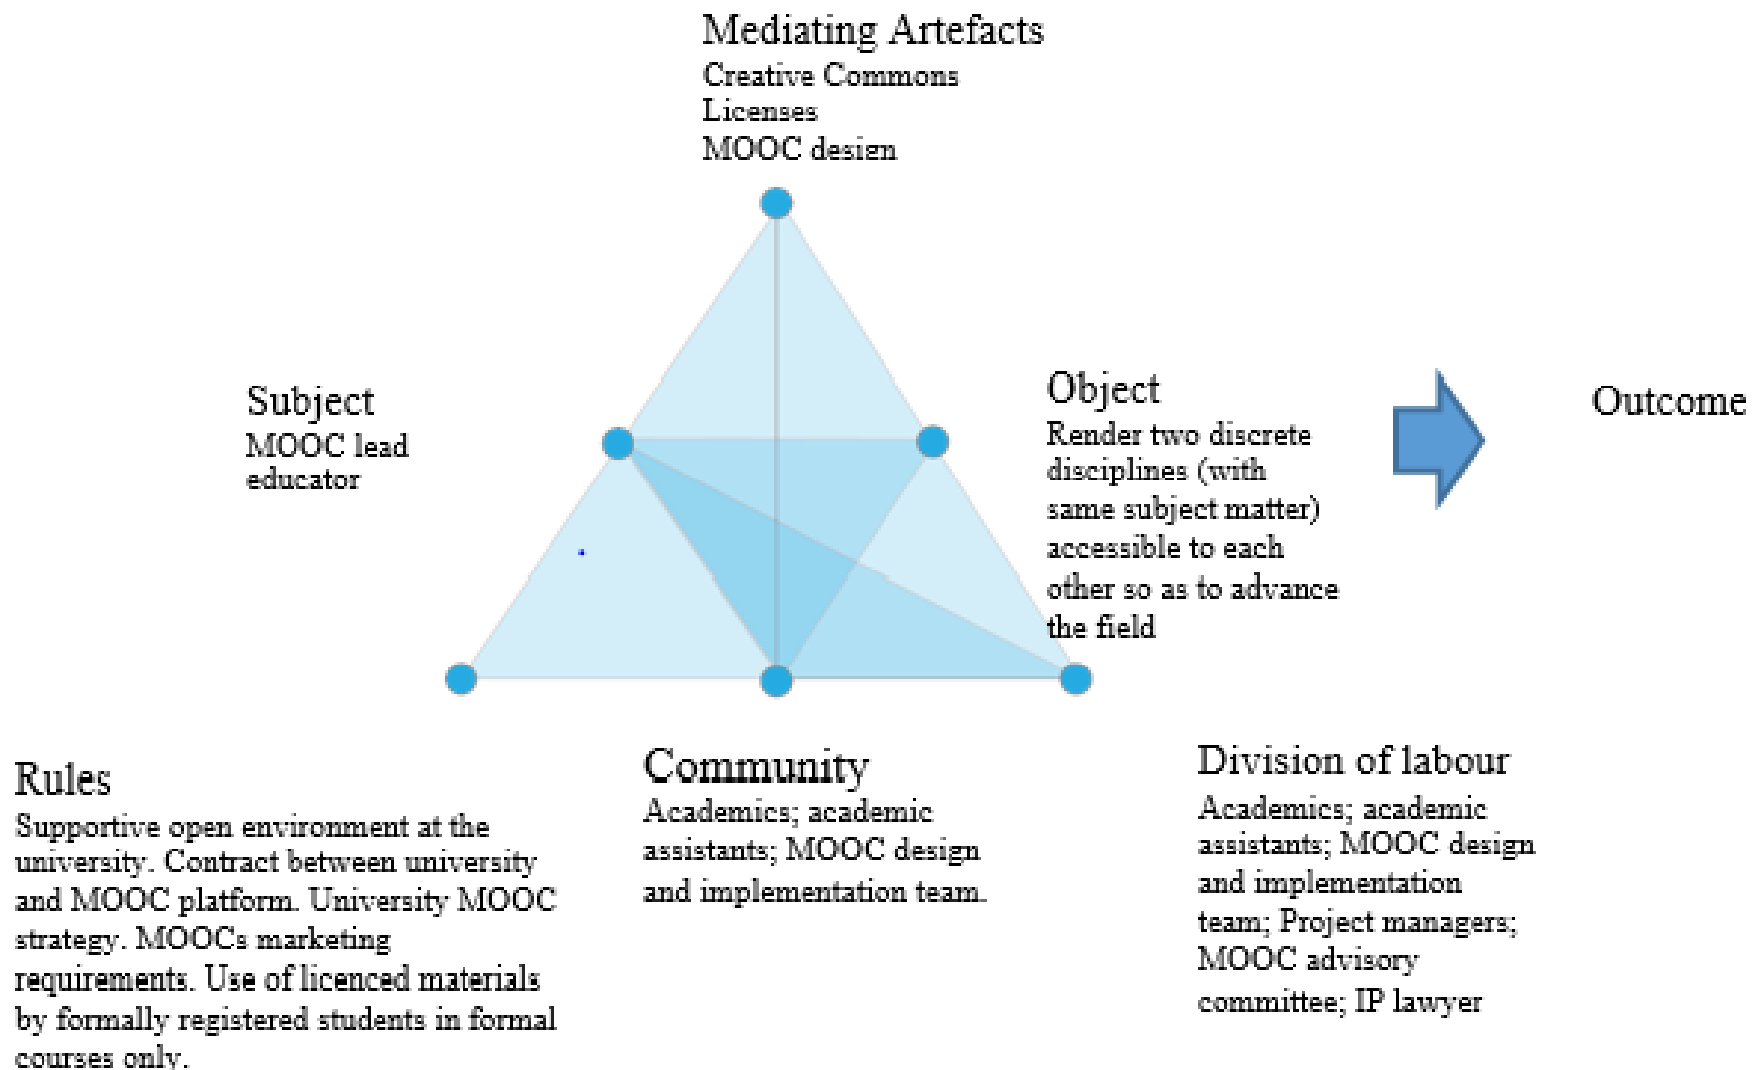 Mediating Artefacts
Creative Commons
Licenses
MOOC design
Subject
MOOC lead
educator
Object
Render two discrete
disciplines (with
same subject matter)
accessible to each
other so as to advance
the field
Outcome
Rules
Supportive open environment at the
university. Contract between university
and MOOC platform. University MOOC
strategy. MOOCs marketing
requirements. Use of licenced materials
by formally registered students in formal
courses only.
Community
Academics; academic
assistants; MOOC design
and implementation team.
Division of labour
Academics; academic
assistants; MOOC design
and implementation
team; Project managers;
MOOC advisory
committee; IP lawyer